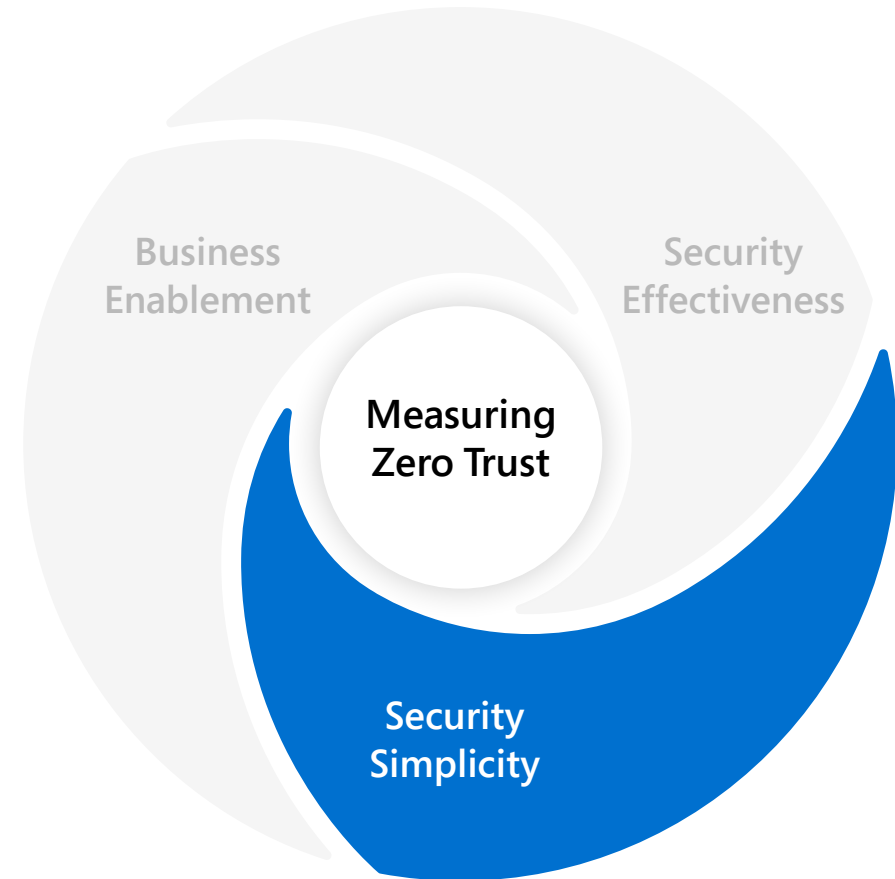 Business
Enablement
Security
Effectiveness
Measuring
Zero Trust
Security
Simplicity